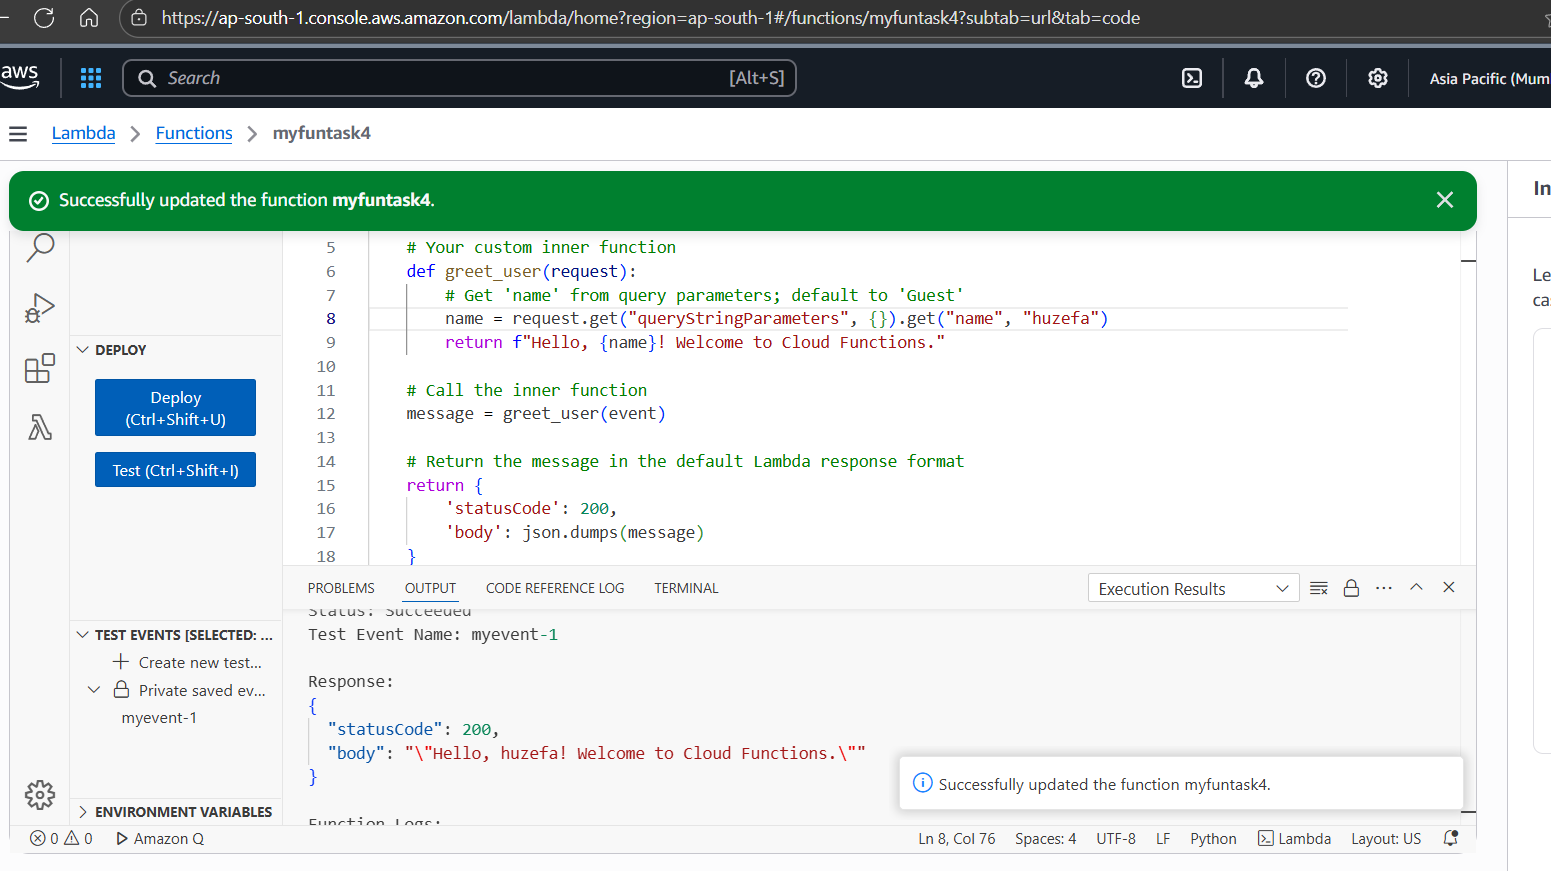 https://ap-south-1.console.aws.amazon.com/lambda/home?region=ap-south-1#/functions/myfuntask4?subtab=url&tab=code
aws
Search [Alt+S]
Asia Pacific (Mum
Lambda > Functions > myfuntask4
Successfully updated the function myfuntask4.
In
Le
ca
DEPLOY
Deploy
(Ctrl+Shift+U)
Test (Ctrl+Shift+I)
5 # Your custom inner function
6 def greet_user(request):
7 # Get 'name' from query parameters; default to 'Guest'
8 name = request.get("queryStringParameters", {}).get("name", "huzefa")
9 return f"Hello, {name}! Welcome to Cloud Functions."
10
11 # Call the inner function
12 message = greet_user(event)
13
14 # Return the message in the default Lambda response format
15 return {
16 'statusCode': 200,
17 'body': json.dumps(message)
18 }
PROBLEMS OUTPUT CODE REFERENCE LOG TERMINAL Execution Results
Status: Succeeded
Test Event Name: myevent-1
Response:
{
"statusCode": 200,
"body": "\"Hello, huzefa! Welcome to Cloud Functions.\""
}
Function Logs:
TEST EVENTS [SELECTED: ...
Create new test...
Private saved ev...
myevent-1
ENVIRONMENT VARIABLES
Successfully updated the function myfuntask4.
0 0 Amazon Q Ln 8, Col 76 Spaces: 4 UTF-8 LF Python Lambda Layout: US